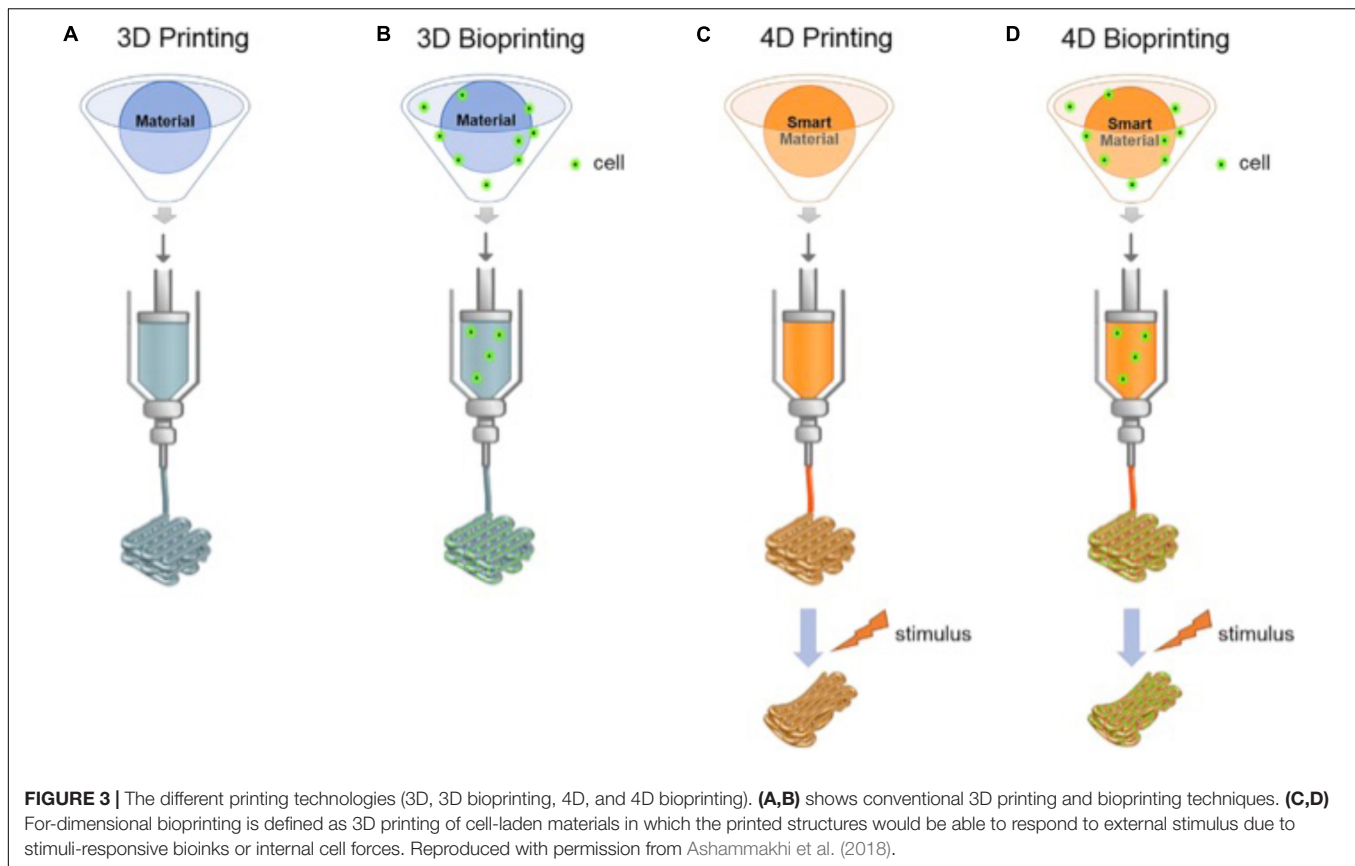 A 3D Printing B 3D Bioprinting C 4D Printing D 4D Bioprinting
Material Material Smart Material Smart Material
cell cell
stimulus stimulus
FIGURE 3 | The different printing technologies (3D, 3D bioprinting, 4D, and 4D bioprinting). (A,B) shows conventional 3D printing and bioprinting techniques. (C,D)
For-dimensional bioprinting is defined as 3D printing of cell-laden materials in which the printed structures would be able to respond to external stimulus due to
stimuli-responsive bioinks or internal cell forces. Reproduced with permission from Ashammakhi et al. (2018).